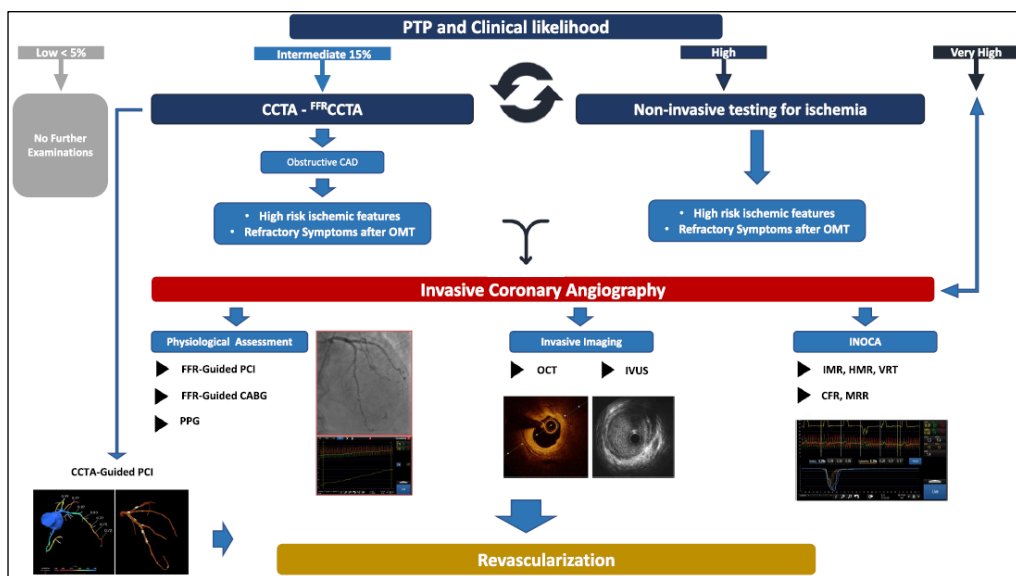 PTP and Clinical likelihood
Low < 5%
Intermediate 15%
High
Very High
No Further
Examinations
CCTA - FFRCCTA
Non-invasive testing for ischemia
Obstructive CAD
• High risk ischemic features
• Refractory Symptoms after OMT
• High risk ischemic features
• Refractory Symptoms after OMT
Invasive Coronary Angiography
Physiological Assessment
Invasive Imaging
INOCA
FFR-Guided PCI
FFR-Guided CABG
PPG
OCT
IVUS
IMR, HMR, VRT
CFR, MRR
CCTA-Guided PCI
Revascularization